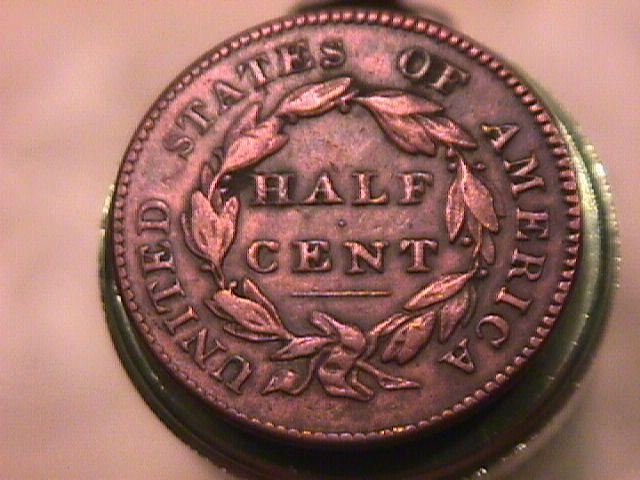 UNITED STATES OF AMERICA
HALF
CENT